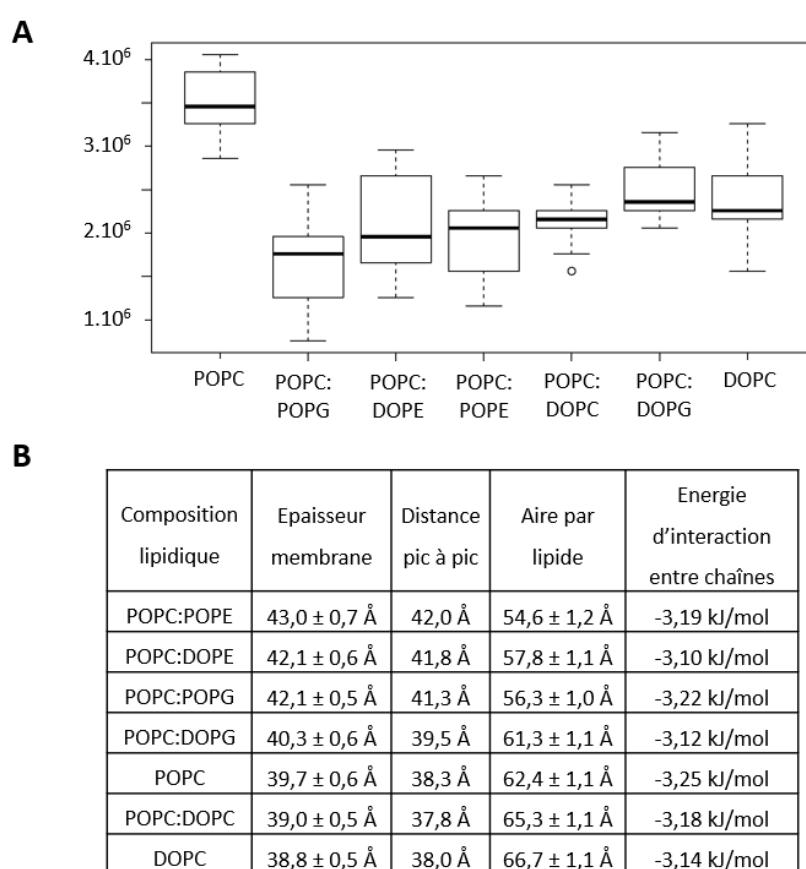 A
4.10⁶
3.10⁶
2.10⁶
1.10⁶
POPC
POPC:
POPG
POPC:
DOPE
POPC:
POPE
POPC:
DOPC
POPC:
DOPG
DOPC
B
Composition
lipidique
Epaisseur
membrane
Distance
pic à pic
Aire par
lipide
Energie
d'interaction
entre chaînes
POPC:POPE 43,0 ± 0,7 Å 42,0 Å 54,6 ± 1,2 Å -3,19 kJ/mol
POPC:DOPE 42,1 ± 0,6 Å 41,8 Å 57,8 ± 1,1 Å -3,10 kJ/mol
POPC:POPG 42,1 ± 0,5 Å 41,3 Å 56,3 ± 1,0 Å -3,22 kJ/mol
POPC:DOPG 40,3 ± 0,6 Å 39,5 Å 61,3 ± 1,1 Å -3,12 kJ/mol
POPC 39,7 ± 0,6 Å 38,3 Å 62,4 ± 1,1 Å -3,25 kJ/mol
POPC:DOPC 39,0 ± 0,5 Å 37,8 Å 65,3 ± 1,1 Å -3,18 kJ/mol
DOPC 38,8 ± 0,5 Å 38,0 Å 66,7 ± 1,1 Å -3,14 kJ/mol